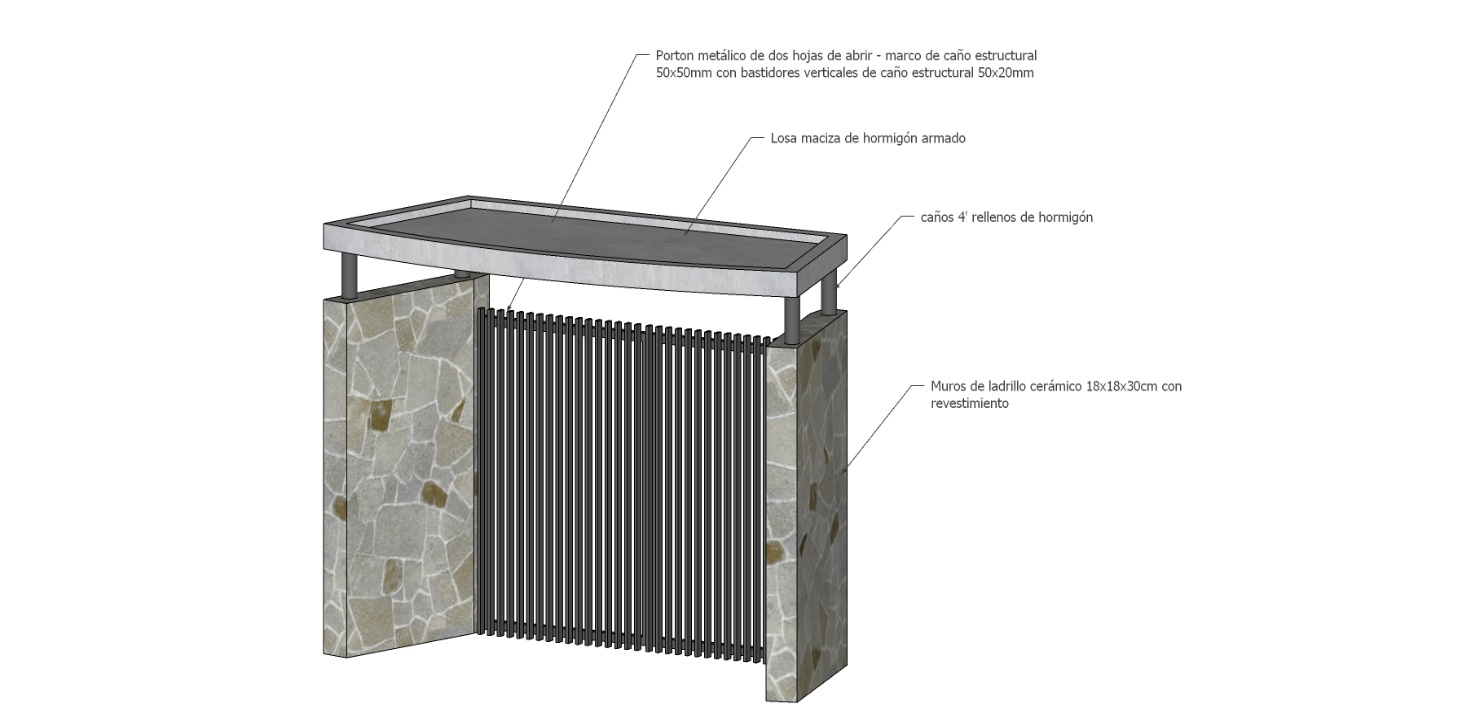 Porton metálico de dos hojas de abrir - marco de caño estructural
50x50mm con bastidores verticales de caño estructural 50x20mm
Losa maciza de hormigón armado
caños 4' rellenos de hormigón
Muros de ladrillo cerámico 18x18x30cm con
revestimiento